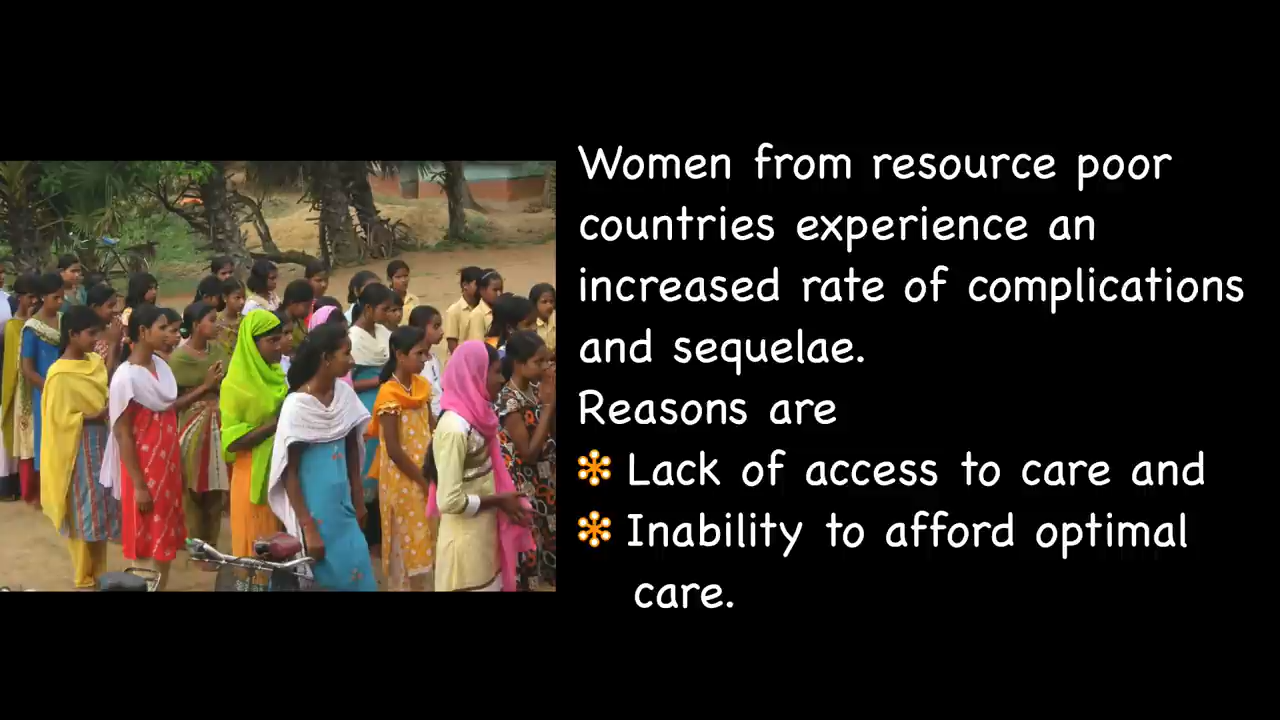 Women from resource poor
countries experience an
increased rate of complications
and sequelae.
Reasons are
Lack of access to care and
Inability to afford optimal
care.